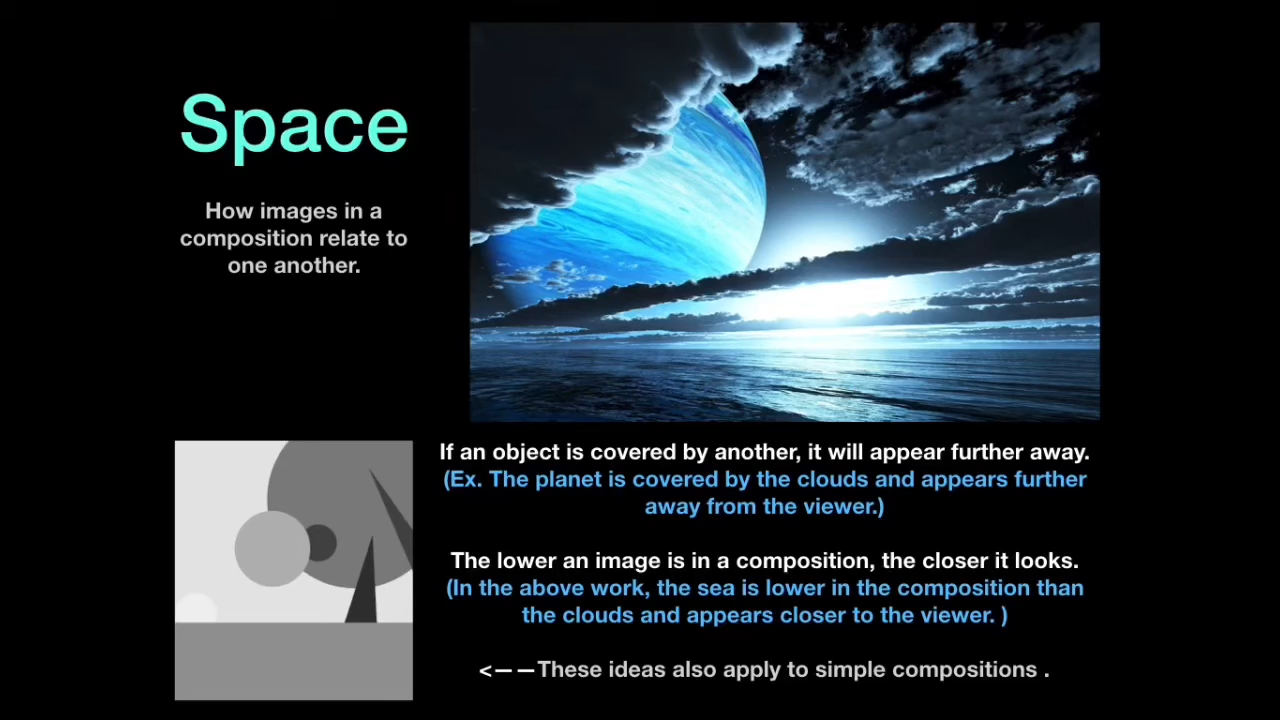 Space
How images in a
composition relate to
one another.
If an object is covered by another, it will appear further away.
(Ex. The planet is covered by the clouds and appears further
away from the viewer.)
The lower an image is in a composition, the closer it looks.
(In the above work, the sea is lower in the composition than
the clouds and appears closer to the viewer. )
<——These ideas also apply to simple compositions .